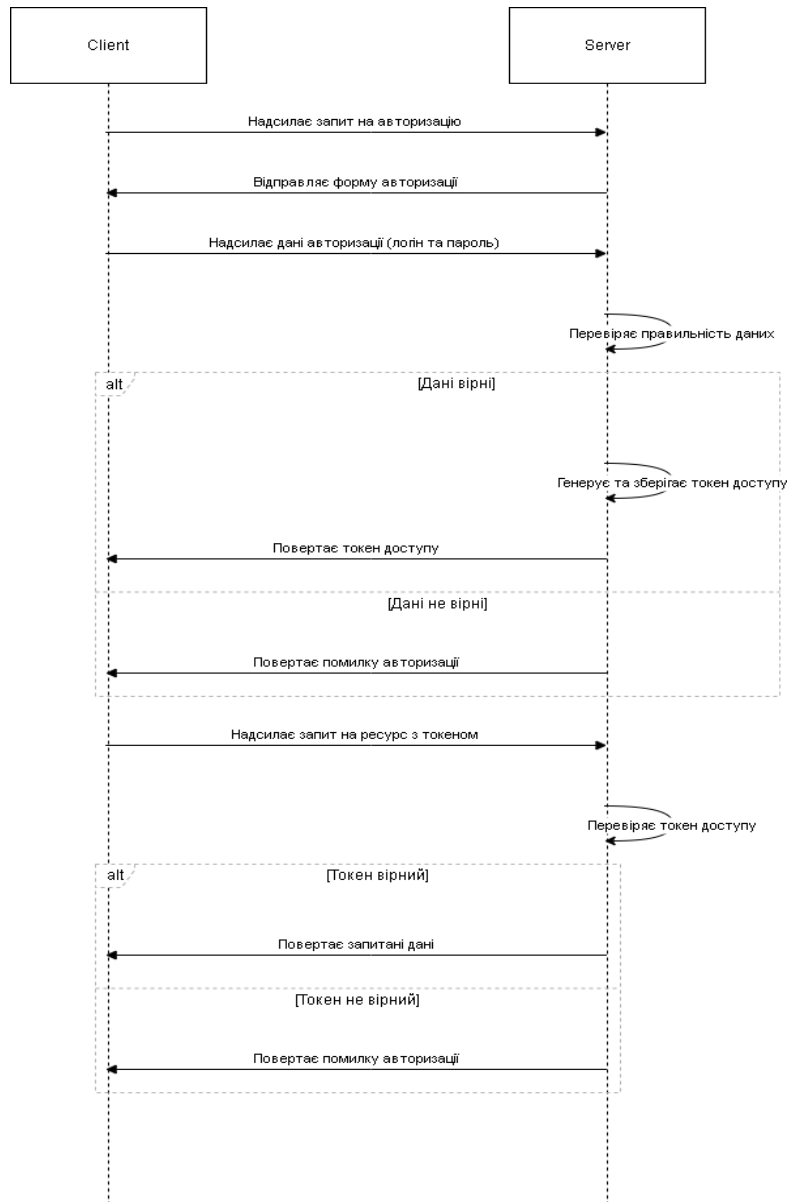 Client
Server
Надсилає запит на авторизацію
Відправляє форму авторизації
Надсилає дані авторизації (логін та пароль)
Перевіряє правильність даних
alt
[Дані вірні]
Генерує та зберігає токен доступу
Повертає токен доступу
[Дані не вірні]
Повертає помилку авторизації
Надсилає запит на ресурс з токеном
Перевіряє токен доступу
alt
[Токен вірний]
Повертає запитані дані
[Токен не вірний]
Повертає помилку авторизації